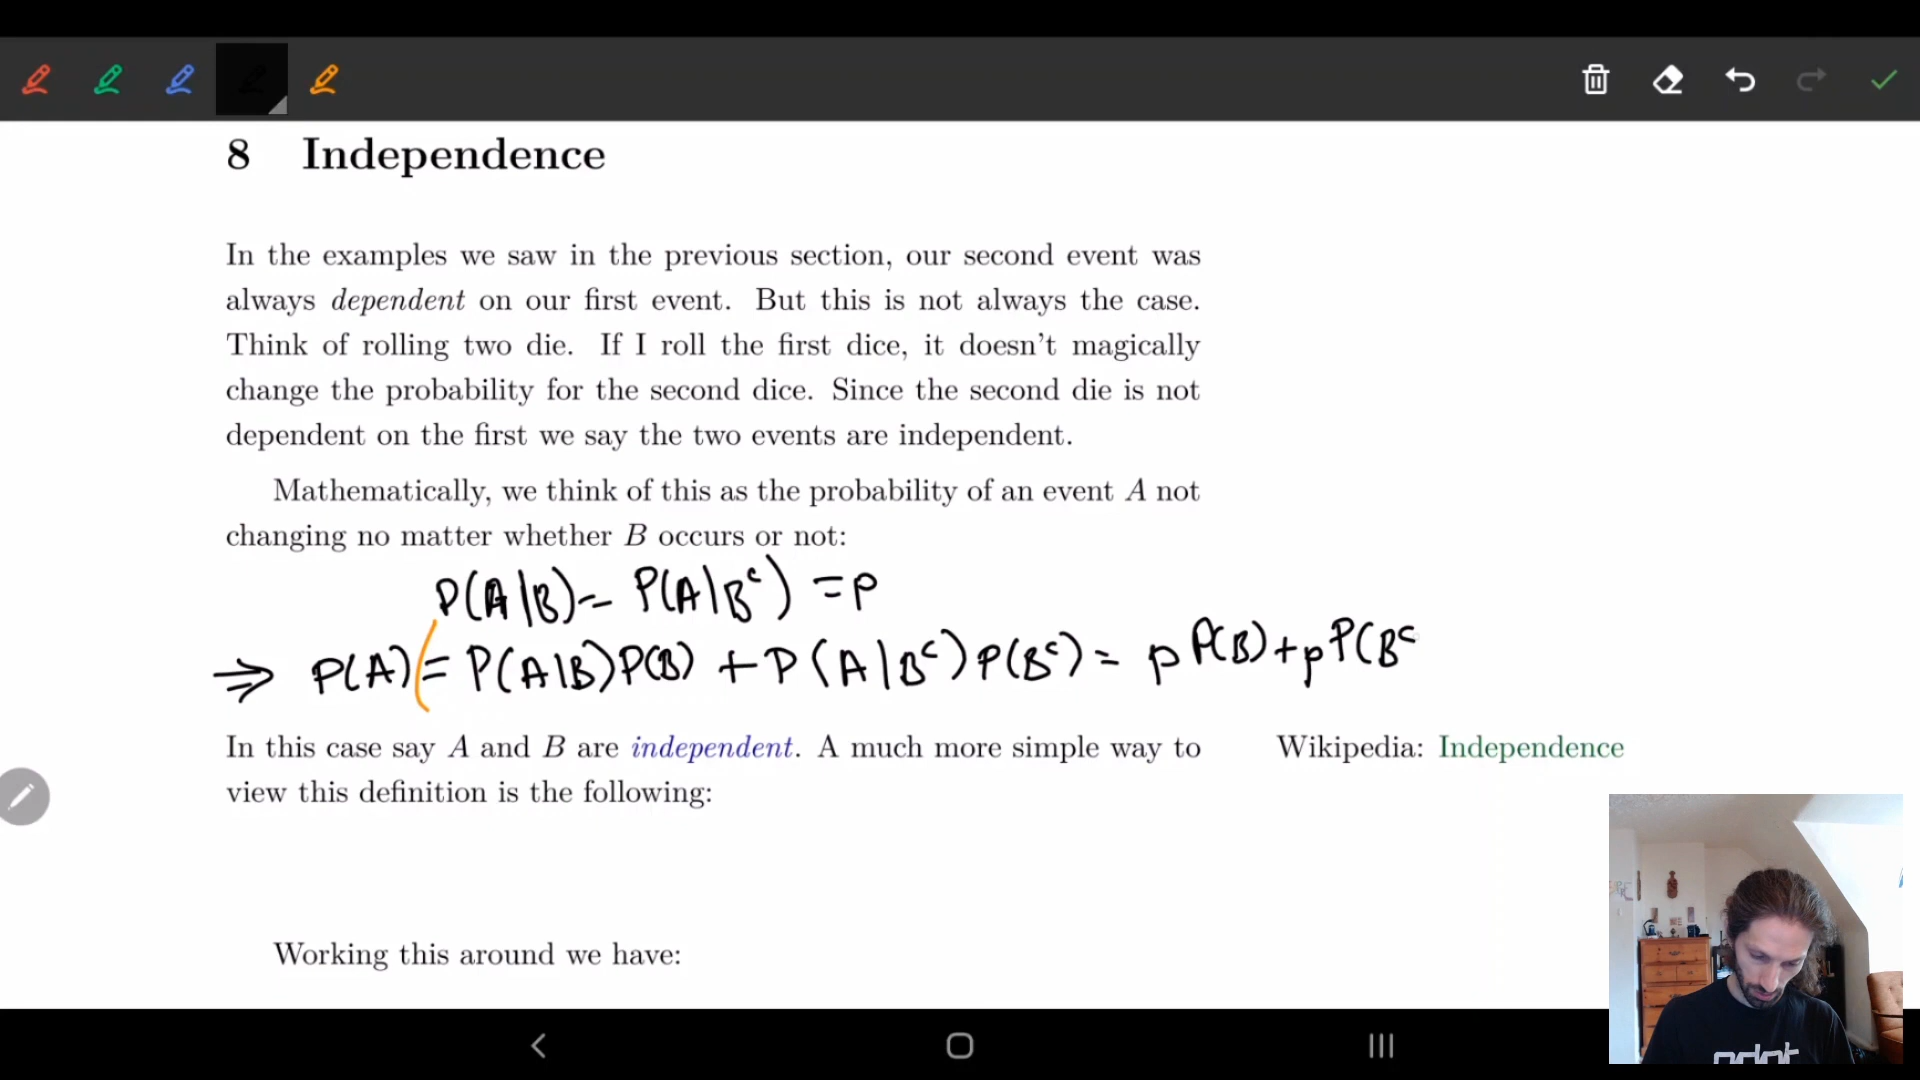 8 Independence
In the examples we saw in the previous section, our second event was
always dependent on our first event. But this is not always the case.
Think of rolling two die. If I roll the first dice, it doesn't magically
change the probability for the second dice. Since the second die is not
dependent on the first we say the two events are independent.
Mathematically, we think of this as the probability of an event A not
changing no matter whether B occurs or not:
P(A|B) = P(A|Bᶜ) = p
⇒ P(A) = P(A|B)P(B) + P(A|Bᶜ)P(Bᶜ) = p P(B) + p P(Bᶜ
In this case say A and B are independent. A much more simple way to
view this definition is the following:
Wikipedia: Independence
Working this around we have: